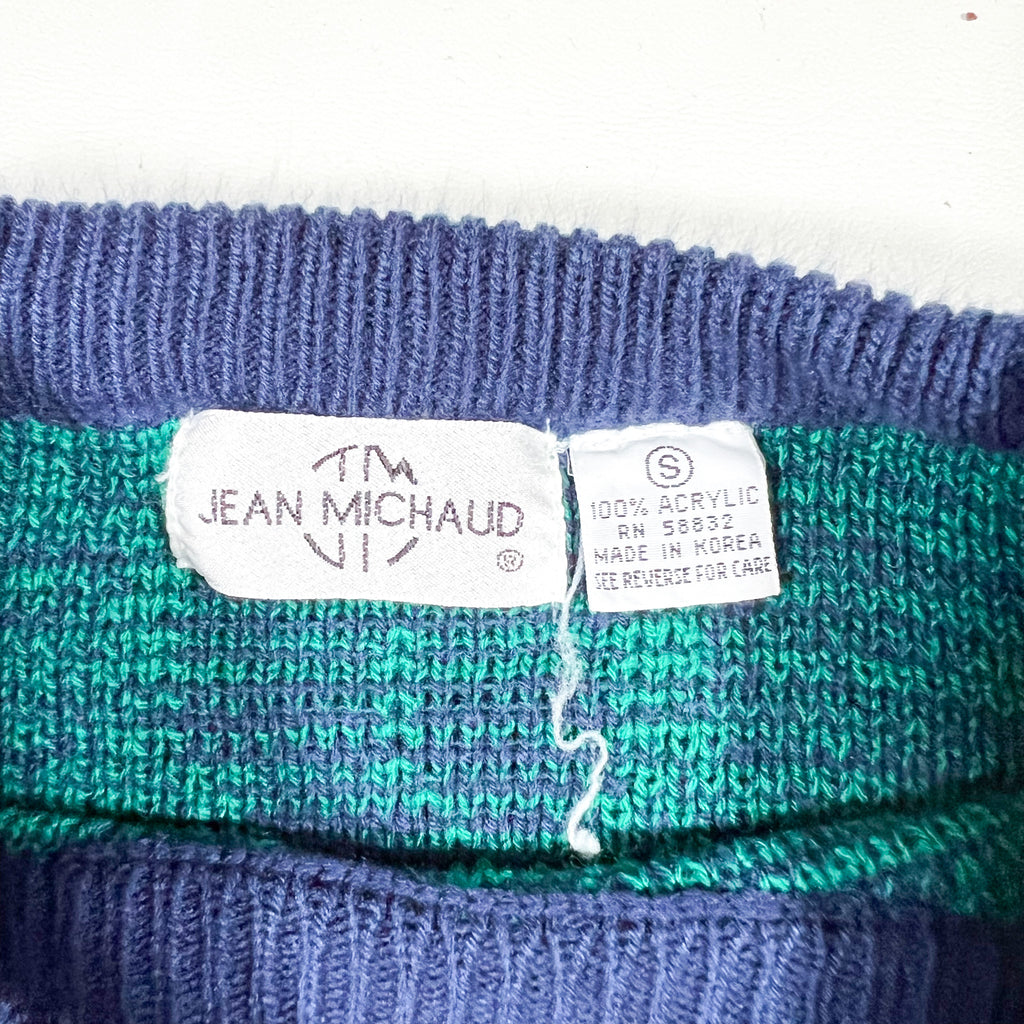 JM
JEAN MICHAUD
®
S
100% ACRYLIC
RN 58832
MADE IN KOREA
SEE REVERSE FOR CARE